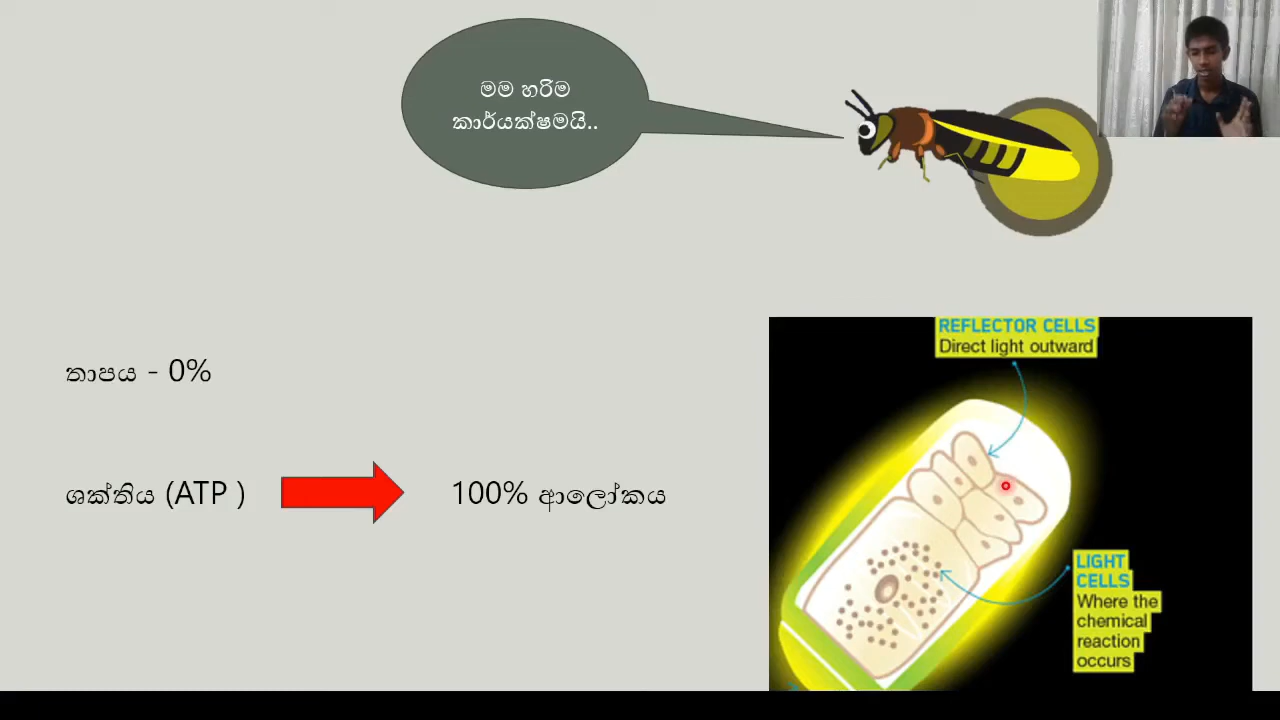 මම හරිම
කාර්යක්ෂමයි..
තාපය - 0%
ශක්තිය (ATP )
100% ආලෝකය
REFLECTOR CELLS
Direct light outward
LIGHT
CELLS
Where the
chemical
reaction
occurs